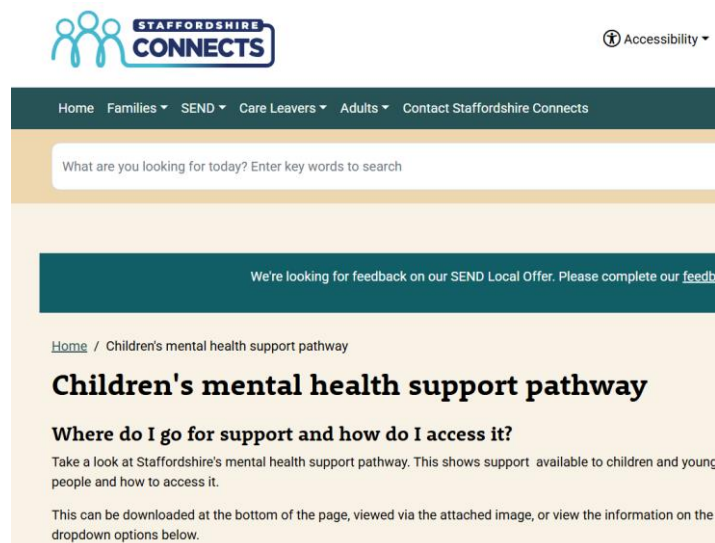 STAFFORDSHIRE
CONNECTS
Accessibility
Home Families SEND Care Leavers Adults Contact Staffordshire Connects
What are you looking for today? Enter key words to search
We're looking for feedback on our SEND Local Offer. Please complete our
Home / Children's mental health support pathway
Children's mental health support pathway
Where do I go for support and how do I access it?
Take a look at Staffordshire's mental health support pathway. This shows support available to children and young
people and how to access it.
This can be downloaded at the bottom of the page, viewed via the attached image, or view the information on the
dropdown options below.